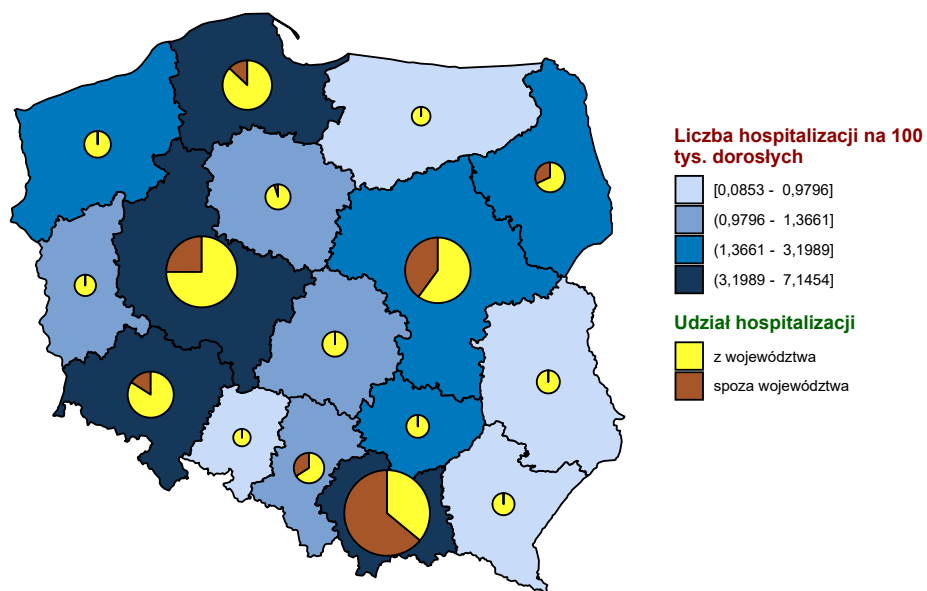 Liczba hospitalizacji na 100
tys. dorosłych
[0,0853 - 0,9796]
(0,9796 - 1,3661]
(1,3661 - 3,1989]
(3,1989 - 7,1454]
Udział hospitalizacji
z województwa
spoza województwa